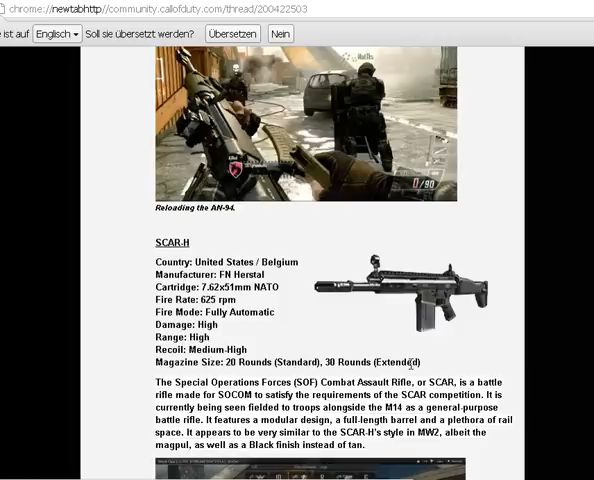 chrome://newtabhttp//community.callofduty.com/thread/200422503
e ist auf Englisch Soll sie übersetzt werden? Übersetzen Nein
0/90
Reloading the AN-94.
SCAR-H
Country: United States / Belgium
Manufacturer: FN Herstal
Cartridge: 7.62x51mm NATO
Fire Rate: 625 rpm
Fire Mode: Fully Automatic
Damage: High
Range: High
Recoil: Medium-High
Magazine Size: 20 Rounds (Standard), 30 Rounds (Extended)
The Special Operations Forces (SOF) Combat Assault Rifle, or SCAR, is a battle
rifle made for SOCOM to satisfy the requirements of the SCAR competition. It is
currently being seen fielded to troops alongside the M14 as a general-purpose
battle rifle. It features a modular design, a full-length barrel and a plethora of rail
space. It appears to be very similar to the SCAR-H's style in MW2, albeit the
magpul, as well as a Black finish instead of tan.